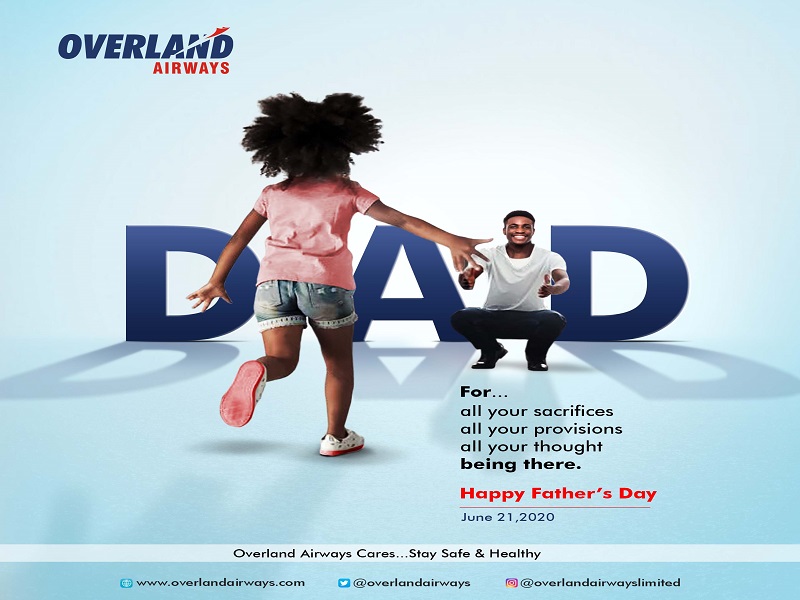 OVERLAND
AIRWAYS
DAD
For...
all your sacrifices
all your provisions
all your thought
being there.
Happy Father's Day
June 21,2020
Overland Airways Cares...Stay Safe & Healthy
www.overlandairways.com @overlandairways @overlandairwayslimited